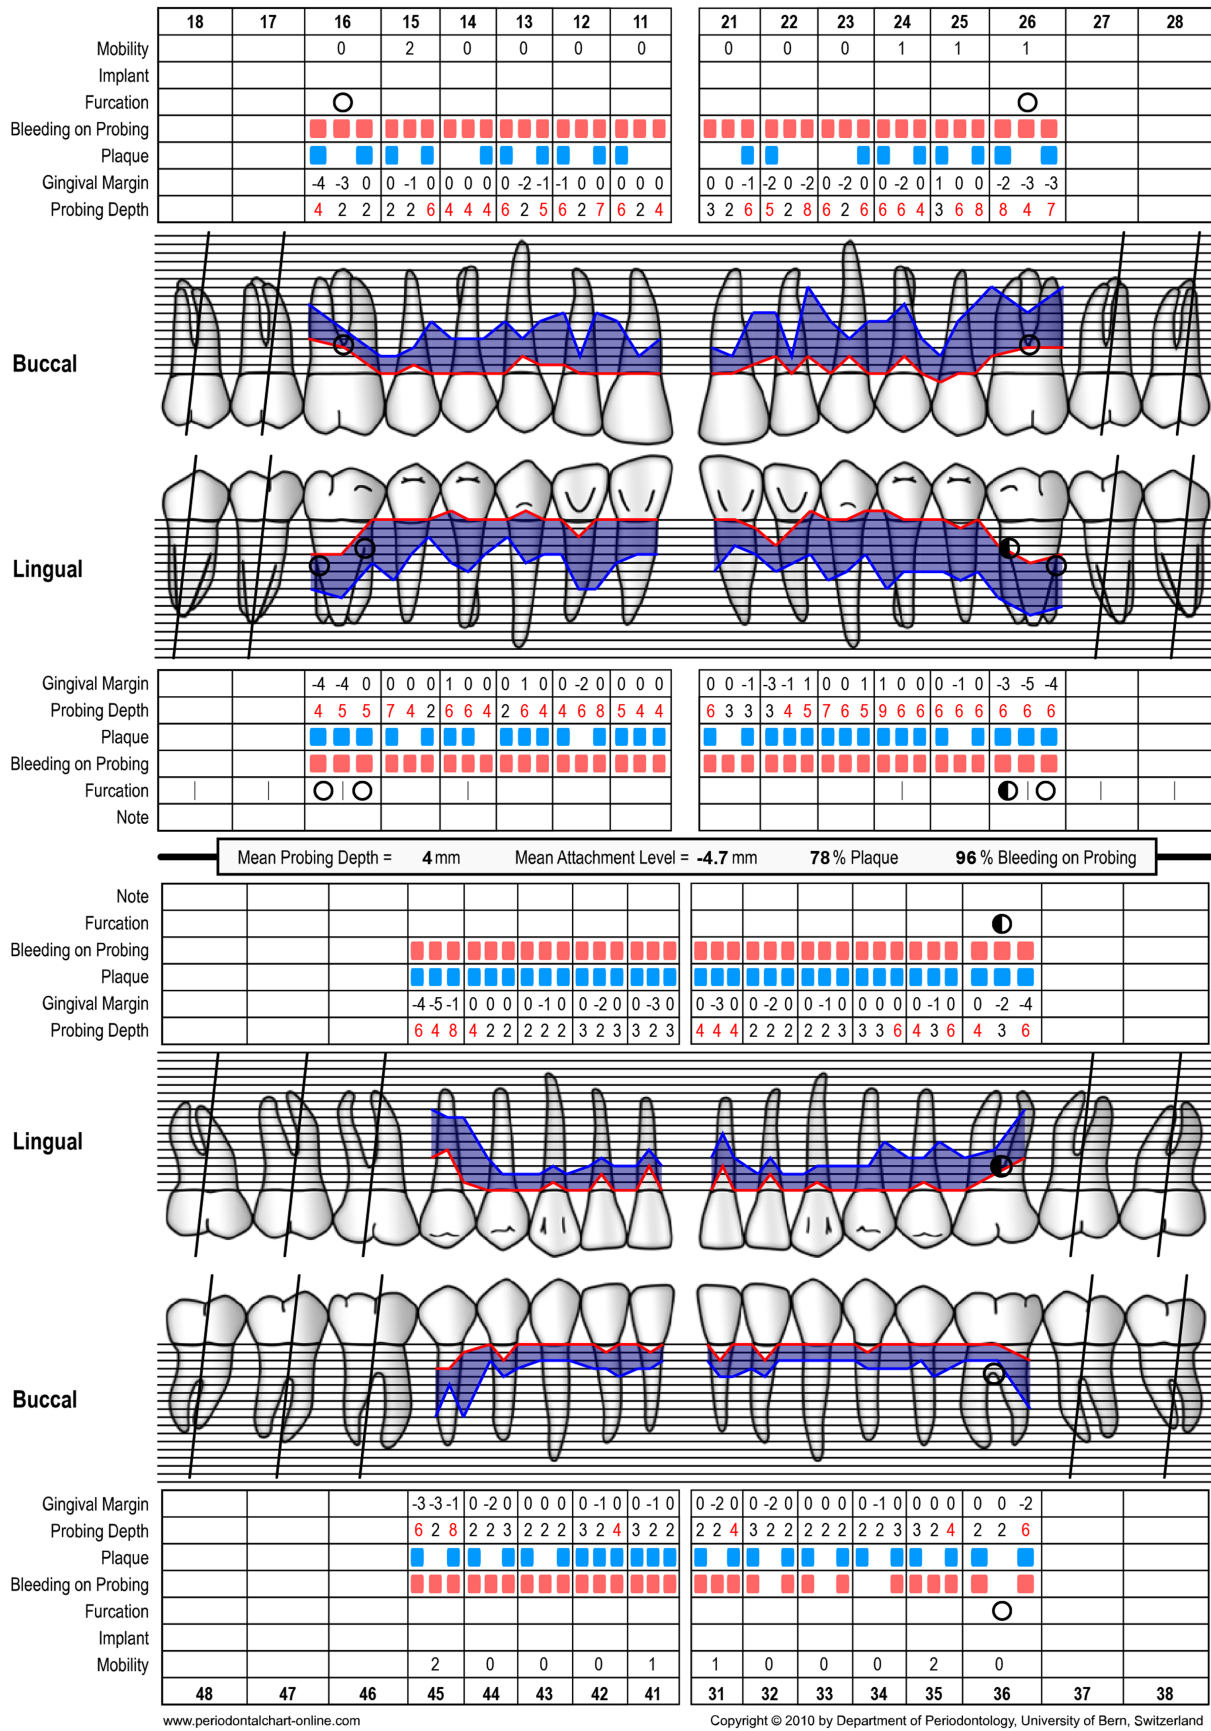 18 17 16 15 14 13 12 11 21 22 23 24 25 26 27 28
Mobility 0 2 0 0 0 0 0 0 0 1 1 1
Implant
Furcation
Bleeding on Probing
Plaque
Gingival Margin -4 -3 0 0 -1 0 0 0 0 0 -2 -1 -1 0 0 0 0 0 0 0 -1 -2 0 -2 0 -2 0 0 -2 0 1 0 0 -2 -3 -3
Probing Depth 4 2 2 2 2 6 4 4 4 6 2 5 6 2 7 6 2 4 3 2 6 5 2 8 6 2 6 6 6 4 3 6 8 8 4 7
Buccal
Lingual
Gingival Margin -4 -4 0 0 0 0 1 0 0 0 1 0 0 -2 0 0 0 0 0 0 -1 -3 -1 1 0 0 1 1 0 0 0 -1 0 -3 -5 -4
Probing Depth 4 5 5 7 4 2 6 6 4 2 6 4 4 6 8 5 4 4 6 3 3 3 4 5 7 6 5 9 6 6 6 6 6 6 6 6
Plaque
Bleeding on Probing
Furcation
Note
Mean Probing Depth = 4 mm Mean Attachment Level = -4.7 mm 78 % Plaque 96 % Bleeding on Probing
Note
Furcation
Bleeding on Probing
Plaque
Gingival Margin -4 -5 -1 0 0 0 0 -1 0 0 -2 0 0 -3 0 0 -3 0 0 -2 0 0 -1 0 0 0 0 0 -1 0 0 -2 -4
Probing Depth 6 4 8 4 2 2 2 2 2 3 2 3 3 2 3 4 4 4 2 2 2 2 2 3 3 3 6 4 3 6 4 3 6
Lingual
Buccal
Gingival Margin -3 -3 -1 0 -2 0 0 0 0 0 -1 0 0 -1 0 0 -2 0 0 -2 0 0 0 0 0 -1 0 0 0 0 0 0 -2
Probing Depth 6 2 8 2 2 3 2 2 2 3 2 4 3 2 2 2 2 4 3 2 2 2 2 2 2 2 3 3 2 4 2 2 6
Plaque
Bleeding on Probing
Furcation
Implant
Mobility 2 0 0 0 1 1 0 0 0 2 0
48 47 46 45 44 43 42 41 31 32 33 34 35 36 37 38
www.periodontalchart-online.com Copyright © 2010 by Department of Periodontology, University of Bern, Switzerland